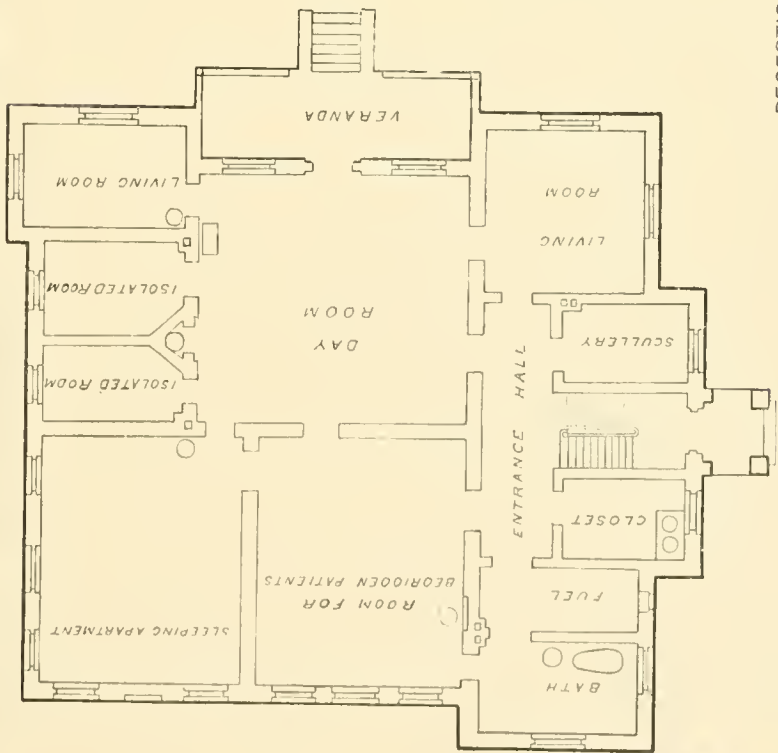 BATH
FUEL
ROOM FOR
BEDRIDDEN PATIENTS
SLEEPING APARTMENT
CLOSET
ENTRANCE HALL
SCULLERY
DAY
ROOM
ISOLATED ROOM
ISOLATED ROOM
LIVING
ROOM
LIVING ROOM
VERANDA